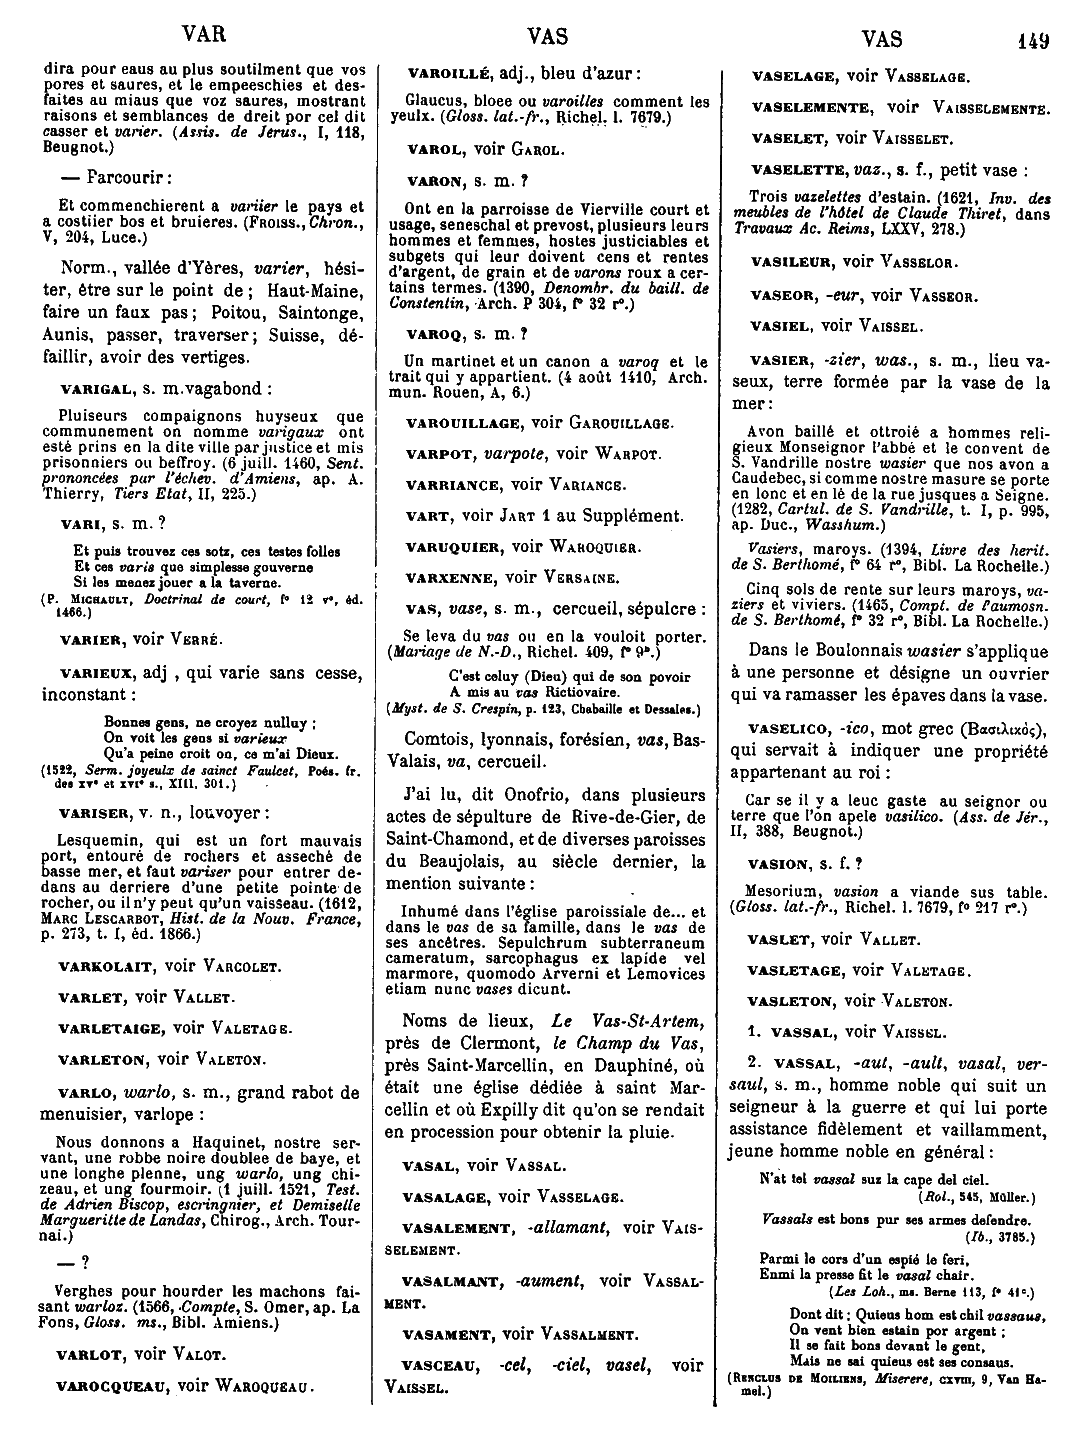 VAR
VAS
VAS
149
dira pour eaus au plus soutilment que vos
pores et saures, et le empeeschies et des-
faites au miaus que voz saures, mostrant
raisons et semblances de dreit por cel dit
casser et varier. (Assis. de Jérus., I, 118,
Beugnot.)
— Parcourir :
Et commenchierent a variier le pays et
a costiier bos et bruieres. (FROISS., Chron.,
V, 204, Luce.)
Norm., vallée d'Yères, varier, hési-
ter, être sur le point de ; Haut-Maine,
faire un faux pas ; Poitou, Saintonge,
Aunis, passer, traverser ; Suisse, dé-
faillir, avoir des vertiges.
VARIGAL, s. m.vagabond :
Pluiseurs compaignons huyseux que
communement on nomme varigaux ont
esté prins en la dite ville par justice et mis
prisonniers ou beffroy. (6 juill. 1460, Sent.
prononcées par l'échev. d'Amiens, ap. A.
Thierry, Tiers Etat, II, 225.)
VARI, s. m. ?
Et puis trouvez ces sotz, ces testes folles
Et ces varis que simplesse gouverne
Si les menez jouer a la taverne.
(P. MICHAULT, Doctrinal de court, f° 12 v°, éd.
1466.)
VARIER, voir VERRÉ.
VARIEUX, adj , qui varie sans cesse,
inconstant :
Bonnes gens, ne croyez nulluy ;
On voit les gens si varieux
Qu'a peine croit on, ce m'ai Dieux.
(1522, Serm. joyeulx de sainct Faulcet, Poés. fr.
des XVe et XVIe s., XIII, 301.)
VARISER, v. n., louvoyer :
Lesquemin, qui est un fort mauvais
port, entouré de rochers et asseché de
basse mer, et faut variser pour entrer de-
dans au derriere d'une petite pointe de
rocher, ou il n'y peut qu'un vaisseau. (1612,
MARC LESCARBOT, Hist. de la Nouv. France,
p. 273, t. I, éd. 1866.)
VARKOLAIT, voir VARCOLET.
VARLET, voir VALLET.
VARLETAIGE, voir VALETAGE.
VARLETON, voir VALETON.
VARLO, warlo, s. m., grand rabot de
menuisier, varlope :
Nous donnons a Haquinet, nostre ser-
vant, une robbe noire doublee de baye, et
une longhe plenne, ung warlo, ung chi-
zeau, et ung fourmoir. (1 juill. 1521, Test.
de Adrien Biscop, escringnier, et Demiselle
Margueritte de Landas, Chirog., Arch. Tour-
nai.)
— ?
Verghes pour hourder les machons fai-
sant warloz. (1566, Compte, S. Omer, ap. La
Fons, Gloss. ms., Bibl. Amiens.)
VARLOT, voir VALOT.
VAROCQUEAU, voir WAROQUEAU.
VAROILLÉ, adj., bleu d'azur :
Glaucus, bloee ou varoilles comment les
yeulx. (Gloss. lat.-fr., Richel. l. 7679.)
VAROL, voir GAROL.
VARON, s. m. ?
Ont en la parroisse de Vierville court et
usage, seneschal et prevost, plusieurs leurs
hommes et femmes, hostes justiciables et
subgets qui leur doivent cens et rentes
d'argent, de grain et de varons roux a cer-
tains termes. (1390, Denombr. du baill. de
Constentin, Arch. P 304, f° 32 r°.)
VAROQ, s. m. ?
Un martinet et un canon a varoq et le
trait qui y appartient. (4 août 1410, Arch.
mun. Rouen, A, 6.)
VAROUILLAGE, voir GAROUILLAGE.
VARPOT, varpote, voir WARPOT.
VARRIANCE, voir VARIANCE.
VART, voir JART 1 au Supplément.
VARUQUIER, voir WAROQUIER.
VARXENNE, voir VERSAINE.
VAS, vase, s. m., cercueil, sépulcre :
Se leva du vas ou en la vouloit porter.
(Mariage de N.-D., Richel. 409, f° 9b.)
C'est celuy (Dieu) qui de son povoir
A mis au vas Rictiovaire.
(Myst. de S. Crespin, p. 123, Chabaille et Dessales.)
Comtois, lyonnais, forésien, vas, Bas-
Valais, va, cercueil.
J'ai lu, dit Onofrio, dans plusieurs
actes de sépulture de Rive-de-Gier, de
Saint-Chamond, et de diverses paroisses
du Beaujolais, au siècle dernier, la
mention suivante :
Inhumé dans l'église paroissiale de... et
dans le vas de sa famille, dans le vas de
ses ancêtres. Sepulchrum subterraneum
cameratum, sarcophagus ex lapide vel
marmore, quomodo Arverni et Lemovices
etiam nunc vases dicunt.
Noms de lieux, Le Vas-St-Artem,
près de Clermont, le Champ du Vas,
près Saint-Marcellin, en Dauphiné, où
était une église dédiée à saint Mar-
cellin et où Expilly dit qu'on se rendait
en procession pour obtenir la pluie.
VASAL, voir VASSAL.
VASALAGE, voir VASSELAGE.
VASALEMENT, -allamant, voir VAIS-
SELEMENT.
VASALMANT, -aument, voir VASSAL-
MENT.
VASAMENT, voir VASSALMENT.
VASCEAU, -cel, -ciel, vasel, voir
VAISSEL.
VASELAGE, voir VASSELAGE.
VASELEMENTE, voir VAISSELEMENTE.
VASELET, voir VAISSELET.
VASELETTE, vaz., s. f., petit vase :
Trois vazelettes d'estain. (1621, Inv. des
meubles de l'hôtel de Claude Thiret, dans
Travaux Ac. Reims, LXXV, 278.)
VASILEUR, voir VASSELOR.
VASEOR, -eur, voir VASSEOR.
VASIEL, voir VAISSEL.
VASIER, -zier, was., s. m., lieu va-
seux, terre formée par la vase de la
mer :
Avon baillé et ottroié a hommes reli-
gieux Monseignor l'abbé et le convent de
S. Vandrille nostre wasier que nos avon a
Caudebec, si comme nostre masure se porte
en lonc et en lé de la rue jusques a Seigne.
(1282, Cartul. de S. Vandrille, t. I, p. 995,
ap. Duc., Wasshum.)
Vasiers, maroys. (1394, Livre des herit.
de S. Berthomé, f° 64 r°, Bibl. La Rochelle.)
Cinq sols de rente sur leurs maroys, va-
ziers et viviers. (1465, Compt. de l'aumosn.
de S. Berthomé, f° 32 r°, Bibl. La Rochelle.)
Dans le Boulonnais wasier s'applique
à une personne et désigne un ouvrier
qui va ramasser les épaves dans la vase.
VASELICO, -ico, mot grec (Βασιλικός),
qui servait à indiquer une propriété
appartenant au roi :
Car se il y a leuc gaste au seignor ou
terre que l'on apele vasilico. (Ass. de Jér.,
II, 388, Beugnot.)
VASION, s. f. ?
Mesorium, vasion a viande sus table.
(Gloss. lat.-fr., Richel. l. 7679, f° 217 r°.)
VASLET, voir VALLET.
VASLETAGE, voir VALETAGE.
VASLETON, voir VALETON.
1. VASSAL, voir VAISSEL.
2. VASSAL, -aut, -ault, vasal, ver-
saul, s. m., homme noble qui suit un
seigneur à la guerre et qui lui porte
assistance fidèlement et vaillamment,
jeune homme noble en général :
N'at tel vassal suz la cape del ciel.
(Rol., 545, Müller.)
Vassals est bons pur ses armes defendre.
(Ib., 3785.)
Parmi le cors d'un espié le feri,
Enmi la presse fit le vasal chair.
(Les Loh., ms. Berne 113, f° 41c.)
Dont dit : Quieus hom est chil vassaus,
On vent bien estain por argent ;
Il se fait bons devant le gent,
Mais ne sai quieus est ses consaus.
(RENCLUS DE MOILIENS, Miserere, CXVIII, 9, Van Ha-
mel.)